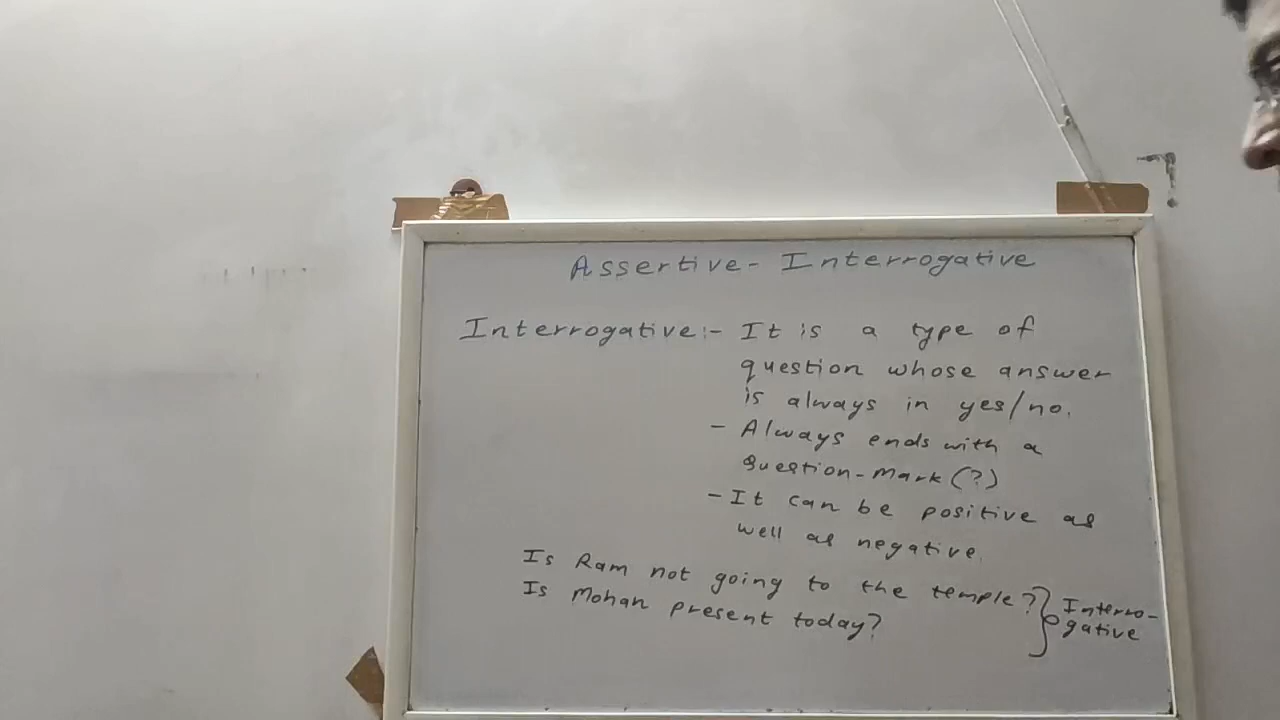 Assertive - Interrogative
Interrogative:- It is a type of
question whose answer
is always in yes/no.
- Always ends with a
question-mark (?)
- It can be positive as
well as negative.
Is Ram not going to the temple?
Is Mohan present today?
Interro-
gative